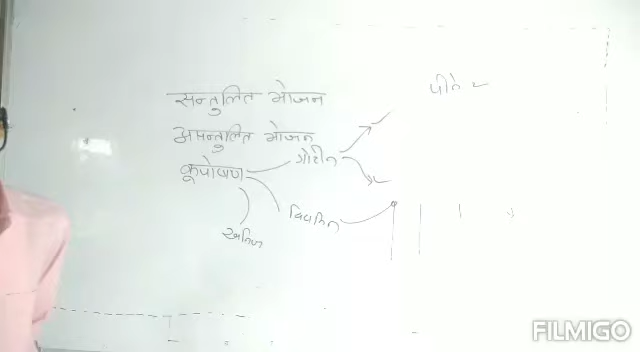 सन्तुलित भोजन
असन्तुलित भोजन
कूपोषण
प्रोटीन
विटामिन
खनिज
FILMIGO